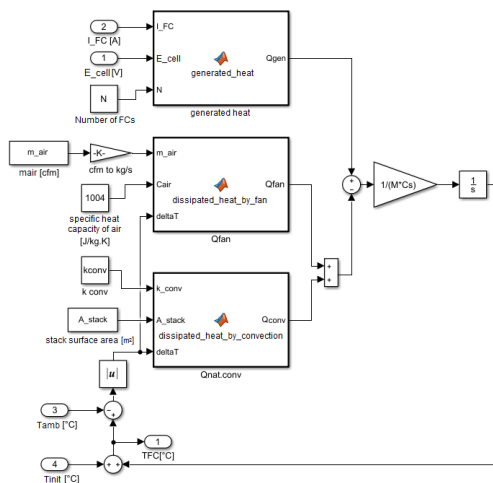 2
I_FC [A]
1
E_cell [V]
N
Number of FCs
I_FC
E_cell
N
generated_heat
Qgen
generated heat
m_air
mair [cfm]
-K-
cfm to kg/s
1004
specific heat
capacity of air
[J/kg.K]
m_air
Cair
deltaT
dissipated_heat_by_fan
Qfan
Qfan
kconv
k conv
A_stack
stack surface area [m²]
k_conv
A_stack
deltaT
dissipated_heat_by_convection
Qconv
Qnat.conv
+
+
+
−
1/(M*Cs)
1
s
|u|
3
Tamb [°C]
−
+
1
TFC[°C]
4
Tinit [°C]
+ +